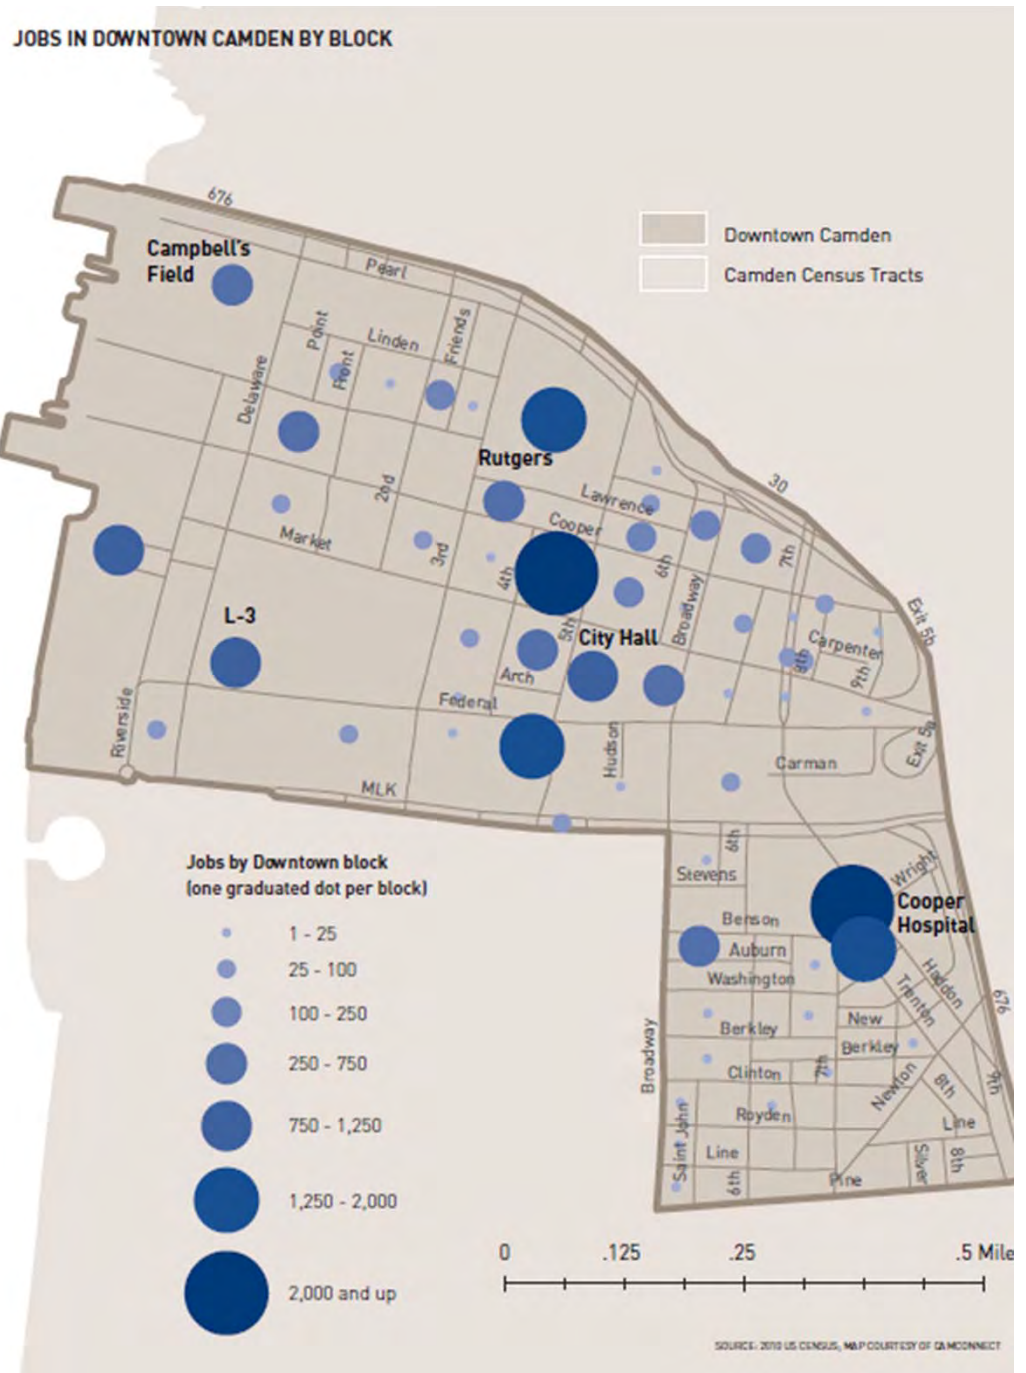 JOBS IN DOWNTOWN CAMDEN BY BLOCK
676
Campbell's
Field
Downtown Camden
Camden Census Tracts
Pearl
Point
Linden
Friends
Front
Delaware
Rutgers
30
2nd
Lawrence
Cooper
Market
3rd
4th
6th
7th
Broadway
Exit 5b
L-3
5th
City Hall
Carpenter
8th
9th
Arch
Federal
Riverside
Hudson
Exit 5a
Carman
MLK
6th
Stevens
Wright
Cooper
Hospital
Benson
Auburn
Washington
Haddon
Trenton
676
New
Berkley
Berkley
Broadway
Clinton
7th
Newton
8th
9th
Royden
Line
Saint John
Line
Silver
8th
6th
Pine
Jobs by Downtown block
(one graduated dot per block)
1 - 25
25 - 100
100 - 250
250 - 750
750 - 1,250
1,250 - 2,000
2,000 and up
0 .125 .25 .5 Mile
SOURCE: 2010 US CENSUS, MAP COURTESY OF CAMCONNECT